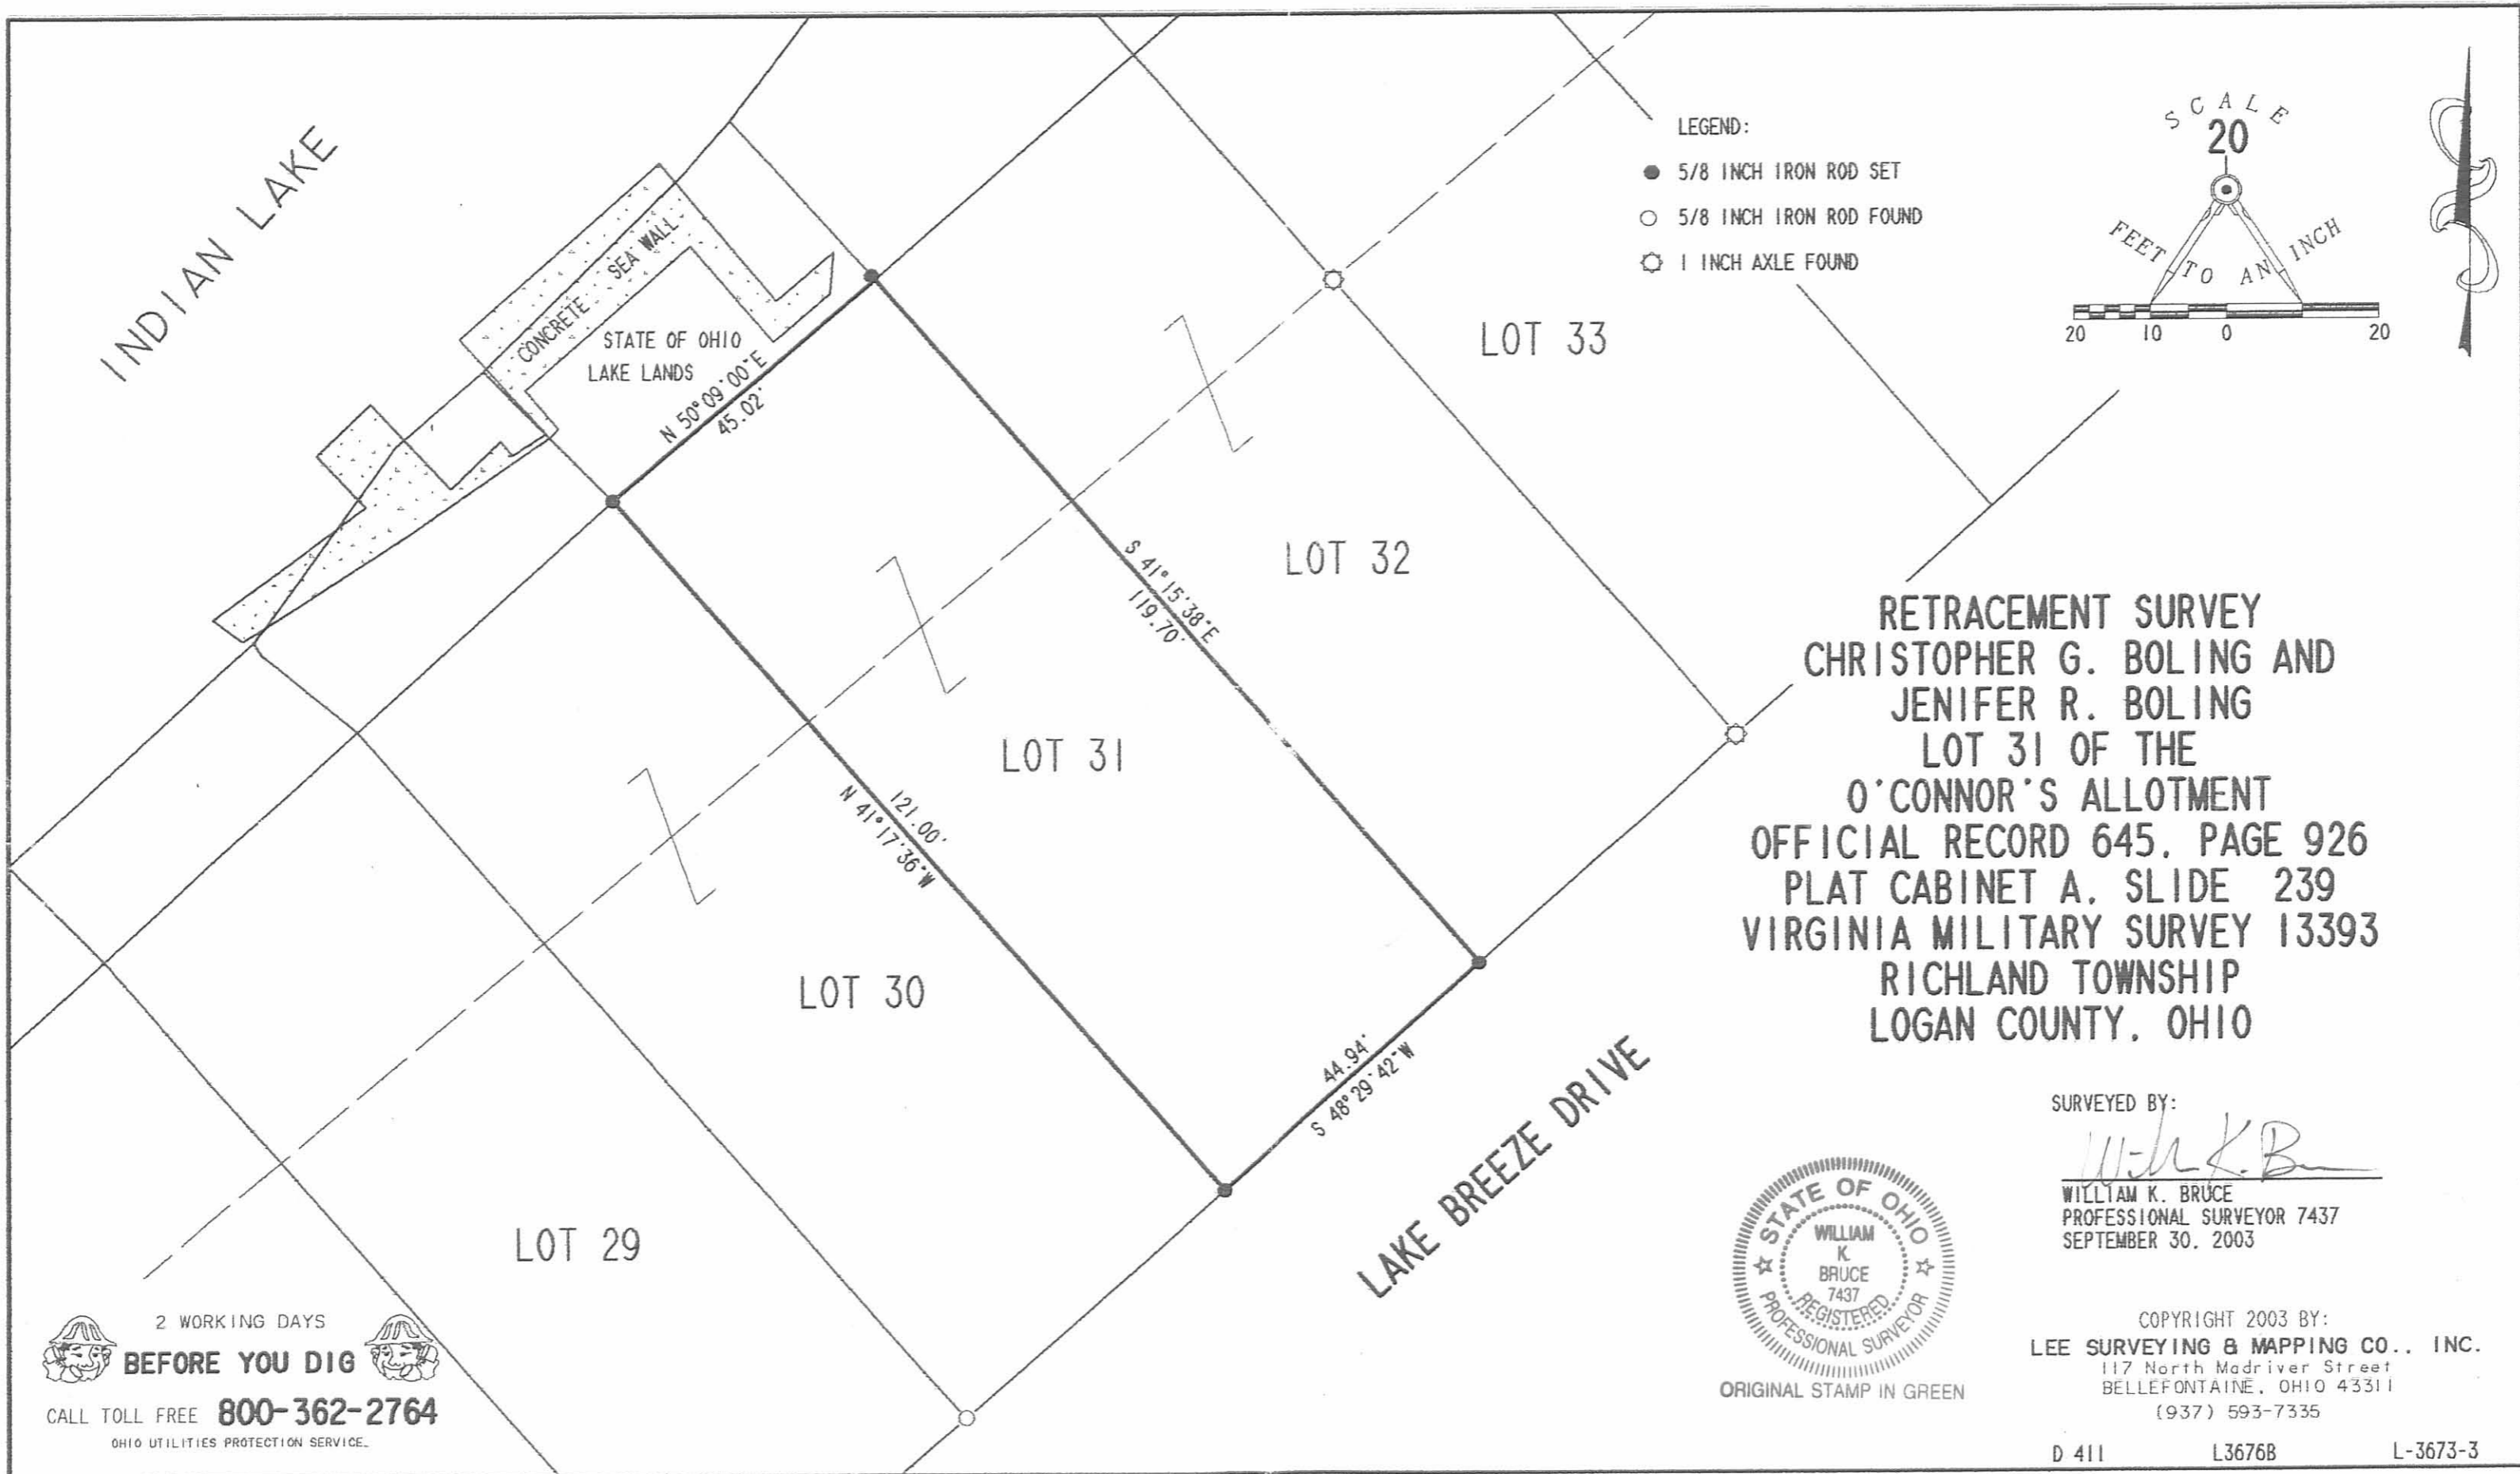 INDIAN LAKE
CONCRETE SEA WALL
STATE OF OHIO
LAKE LANDS
N 50°09'00"E
45.02'
LEGEND:
5/8 INCH IRON ROD SET
5/8 INCH IRON ROD FOUND
1 INCH AXLE FOUND
SCALE
20
FEET TO AN INCH
20 10 0 20
LOT 33
LOT 32
S 41°15'38"E
119.70'
LOT 31
121.00'
N 41°17'36"W
LOT 30
LOT 29
44.94'
S 48°29'42"W
LAKE BREEZE DRIVE
RETRACEMENT SURVEY
CHRISTOPHER G. BOLING AND
JENIFER R. BOLING
LOT 31 OF THE
O'CONNOR'S ALLOTMENT
OFFICIAL RECORD 645, PAGE 926
PLAT CABINET A, SLIDE 239
VIRGINIA MILITARY SURVEY 13393
RICHLAND TOWNSHIP
LOGAN COUNTY, OHIO
SURVEYED BY:
Will K. B
WILLIAM K. BRUCE
PROFESSIONAL SURVEYOR 7437
SEPTEMBER 30, 2003
STATE OF OHIO
WILLIAM
K.
BRUCE
7437
REGISTERED
PROFESSIONAL SURVEYOR
ORIGINAL STAMP IN GREEN
COPYRIGHT 2003 BY:
LEE SURVEYING & MAPPING CO., INC.
117 North Madriver Street
BELLEFONTAINE, OHIO 43311
(937) 593-7335
D 411 L3676B L-3673-3
2 WORKING DAYS
BEFORE YOU DIG
CALL TOLL FREE 800-362-2764
OHIO UTILITIES PROTECTION SERVICE.